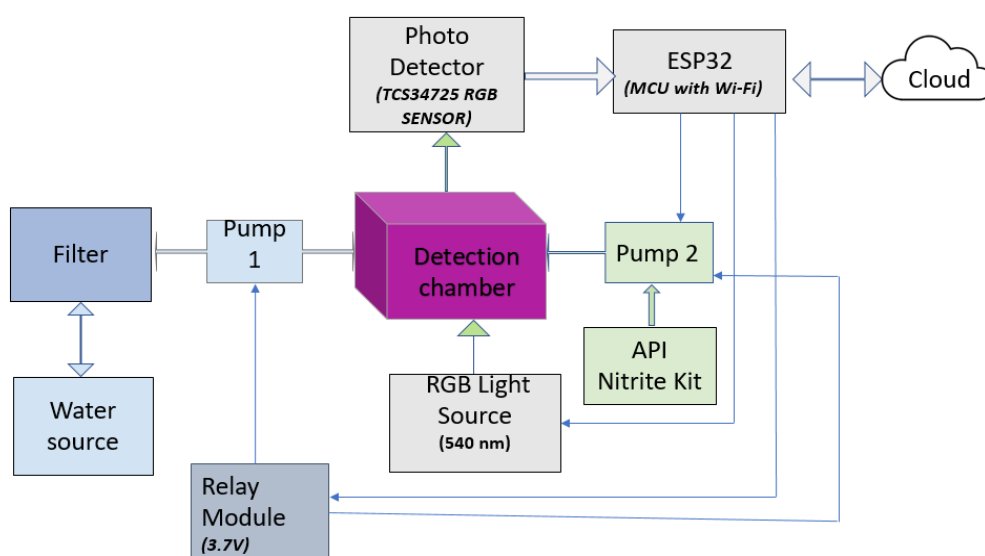 Photo
Detector
(TCS34725 RGB
SENSOR)
ESP32
(MCU with Wi-Fi)
Cloud
Filter
Pump
1
Detection
chamber
Pump 2
API
Nitrite Kit
RGB Light
Source
(540 nm)
Water
source
Relay
Module
(3.7V)